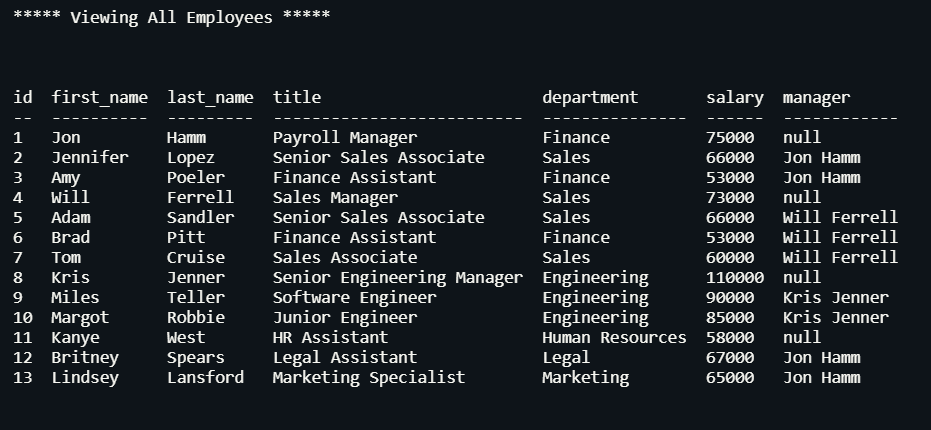 ***** Viewing All Employees *****
id  first_name  last_name  title                       department       salary  manager
--  ----------  ---------  --------------------------  ---------------  ------  ------------
1   Jon         Hamm       Payroll Manager             Finance          75000   null
2   Jennifer    Lopez      Senior Sales Associate      Sales            66000   Jon Hamm
3   Amy         Poeler     Finance Assistant           Finance          53000   Jon Hamm
4   Will        Ferrell    Sales Manager               Sales            73000   null
5   Adam        Sandler    Senior Sales Associate      Sales            66000   Will Ferrell
6   Brad        Pitt       Finance Assistant           Finance          53000   Will Ferrell
7   Tom         Cruise     Sales Associate             Sales            60000   Will Ferrell
8   Kris        Jenner     Senior Engineering Manager  Engineering      110000  null
9   Miles       Teller     Software Engineer           Engineering      90000   Kris Jenner
10  Margot      Robbie     Junior Engineer             Engineering      85000   Kris Jenner
11  Kanye       West       HR Assistant                Human Resources  58000   null
12  Britney     Spears     Legal Assistant             Legal            67000   Jon Hamm
13  Lindsey     Lansford   Marketing Specialist        Marketing        65000   Jon Hamm